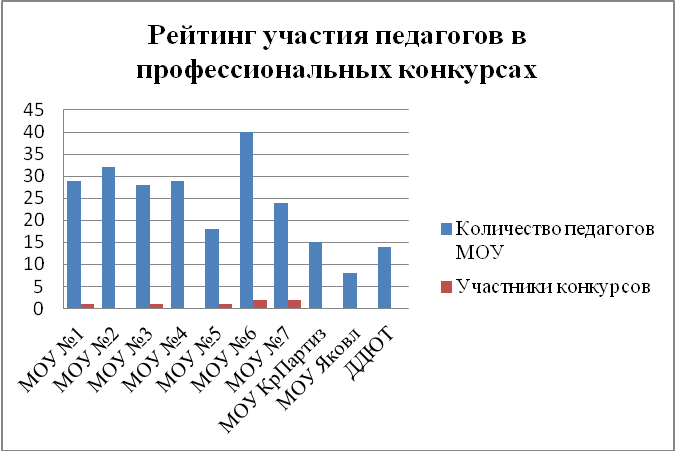 Рейтинг участия педагогов в
профессиональных конкурсах
45
40
35
30
25
20
15
10
5
0
МОУ №1
МОУ №2
МОУ №3
МОУ №4
МОУ №5
МОУ №6
МОУ №7
МОУ КрПартиз
МОУ Яковл
ДДЮТ
Количество педагогов
МОУ
Участники конкурсов